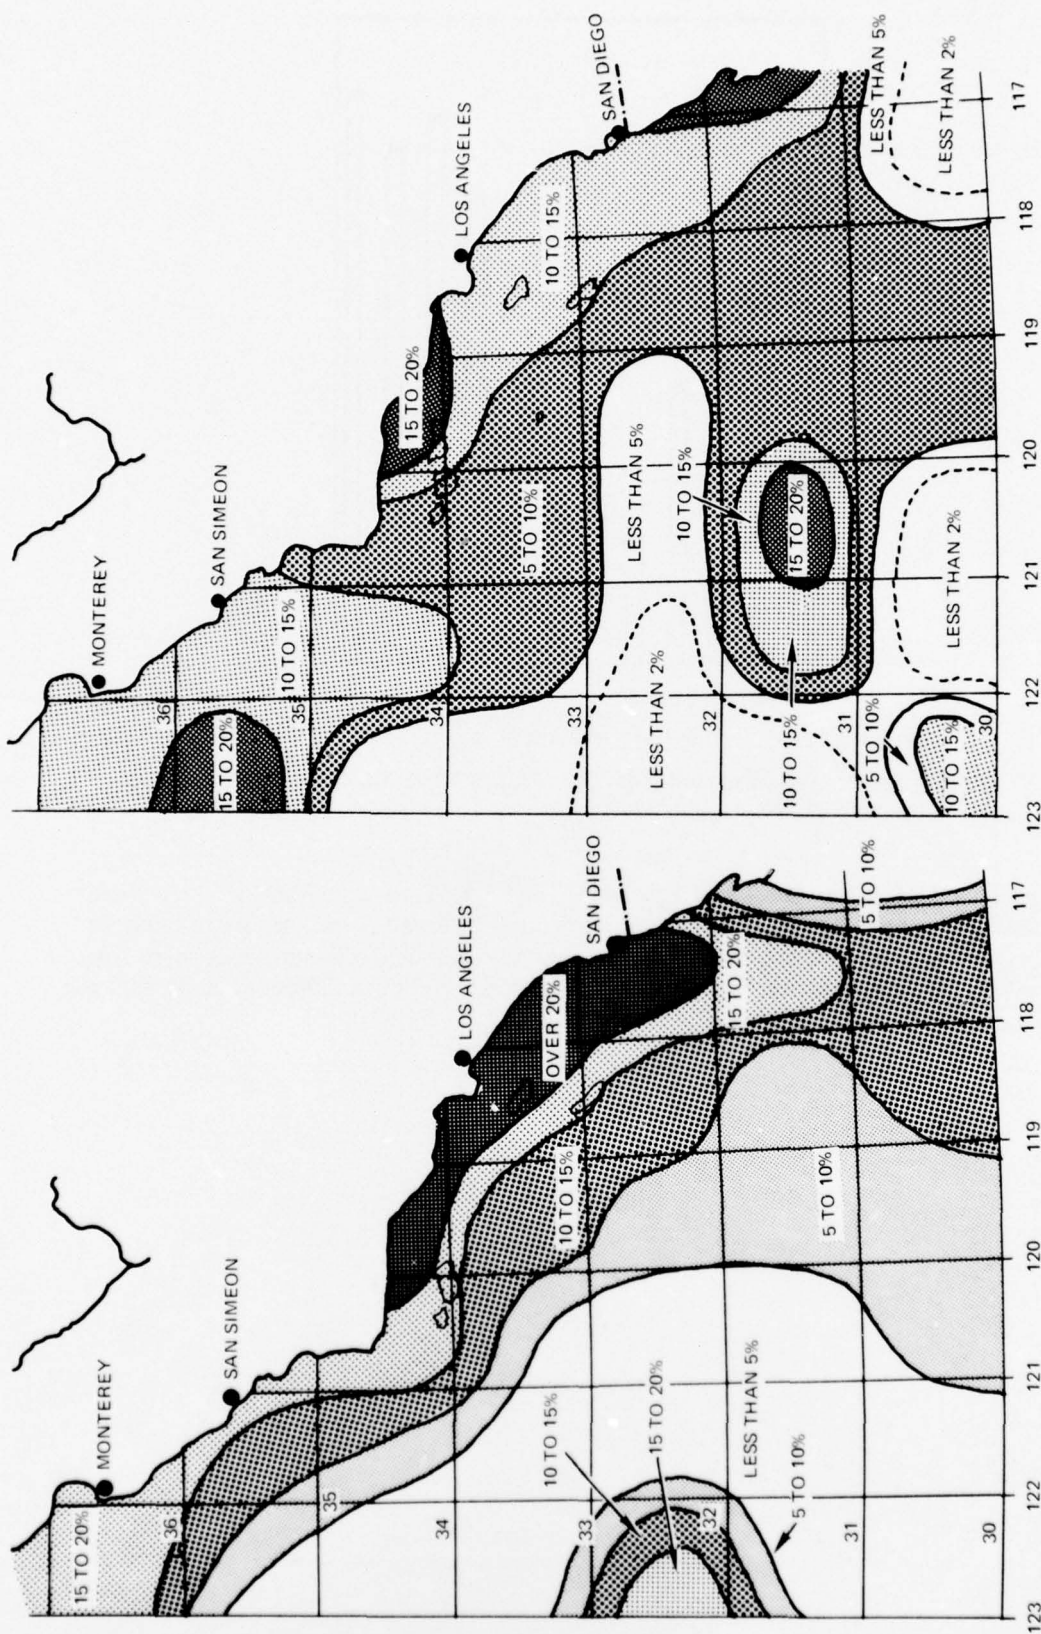 MONTEREY
SAN SIMEON
LOS ANGELES
SAN DIEGO
15 TO 20%
36
35
34
33
32
31
30
OVER 20%
10 TO 15%
15 TO 20%
5 TO 10%
5 TO 10%
10 TO 15%
15 TO 20%
LESS THAN 5%
5 TO 10%
123
122
121
120
119
118
117
MONTEREY
SAN SIMEON
LOS ANGELES
SAN DIEGO
36
35
34
33
32
31
30
15 TO 20%
10 TO 15%
15 TO 20%
10 TO 15%
5 TO 10%
LESS THAN 5%
LESS THAN 2%
10 TO 15%
15 TO 20%
10 TO 15%
5 TO 10%
10 TO 15%
LESS THAN 2%
LESS THAN 5%
LESS THAN 2%
123
122
121
120
119
118
117